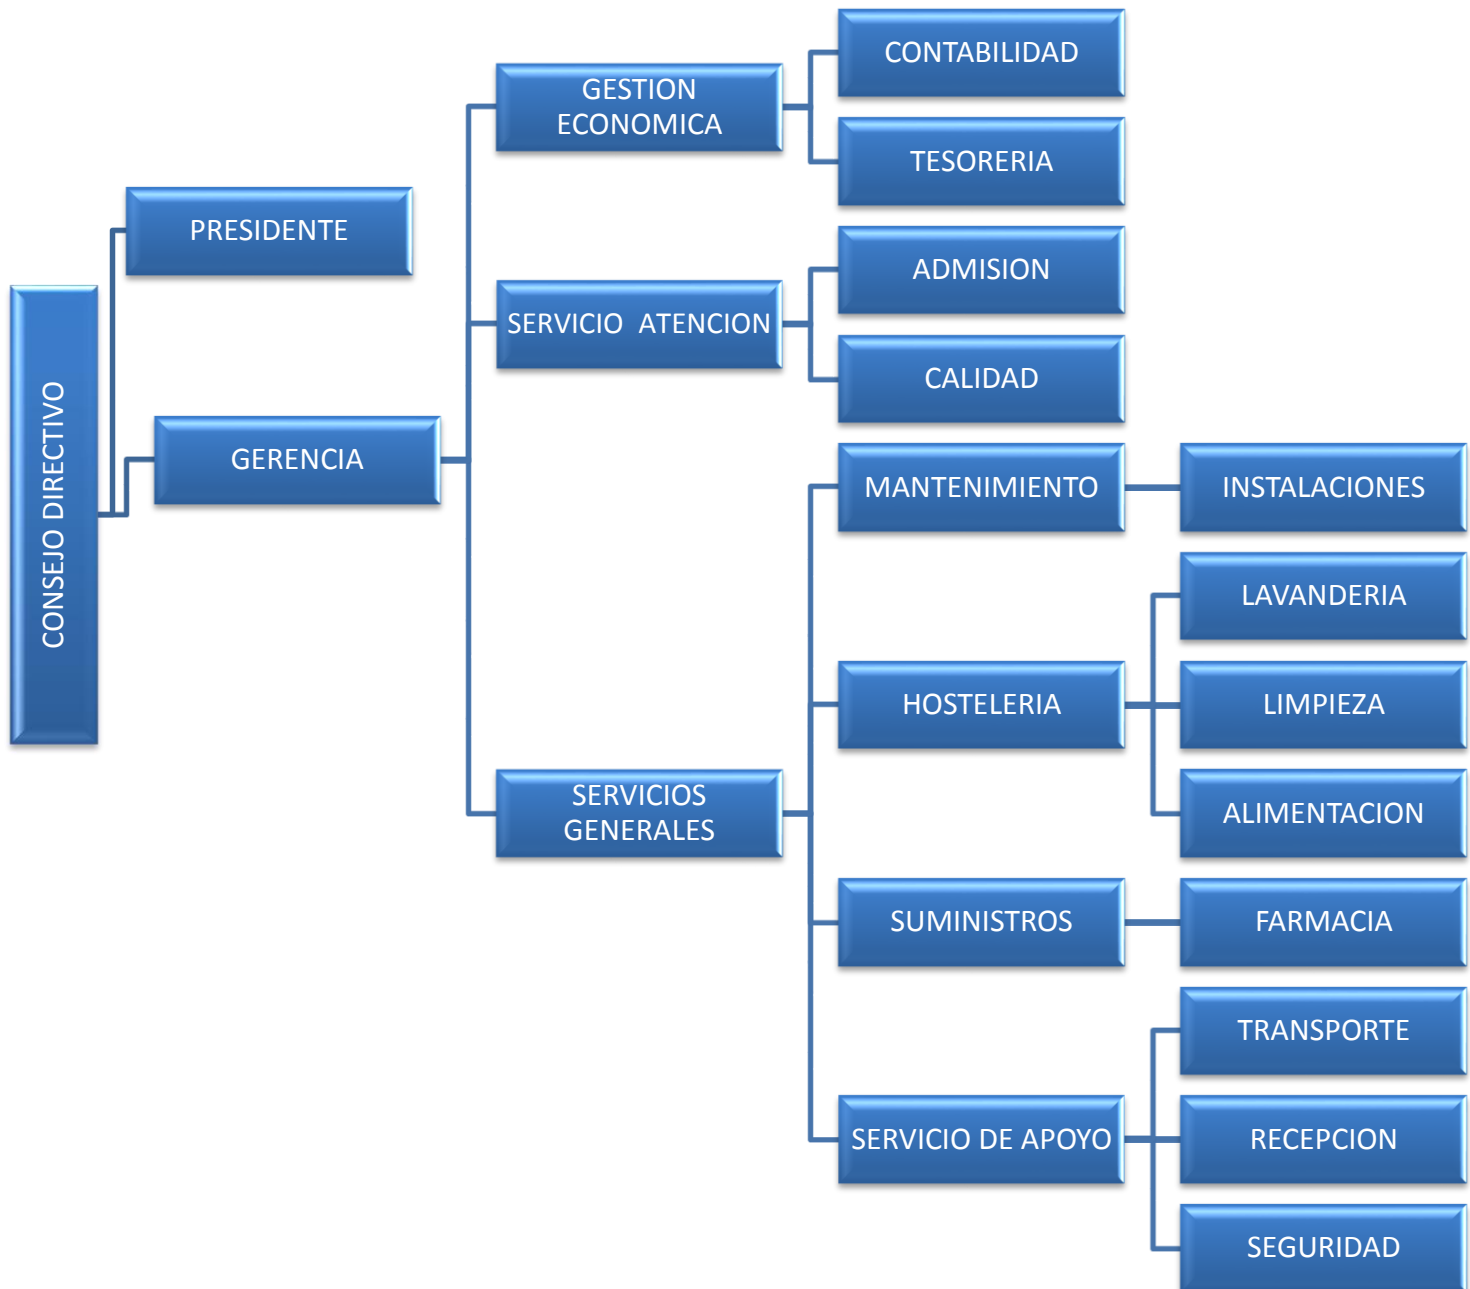 CONSEJO DIRECTIVO
PRESIDENTE
GERENCIA
GESTION
ECONOMICA
CONTABILIDAD
TESORERIA
SERVICIO  ATENCION
ADMISION
CALIDAD
SERVICIOS
GENERALES
MANTENIMIENTO
INSTALACIONES
HOSTELERIA
LAVANDERIA
LIMPIEZA
ALIMENTACION
SUMINISTROS
FARMACIA
SERVICIO DE APOYO
TRANSPORTE
RECEPCION
SEGURIDAD